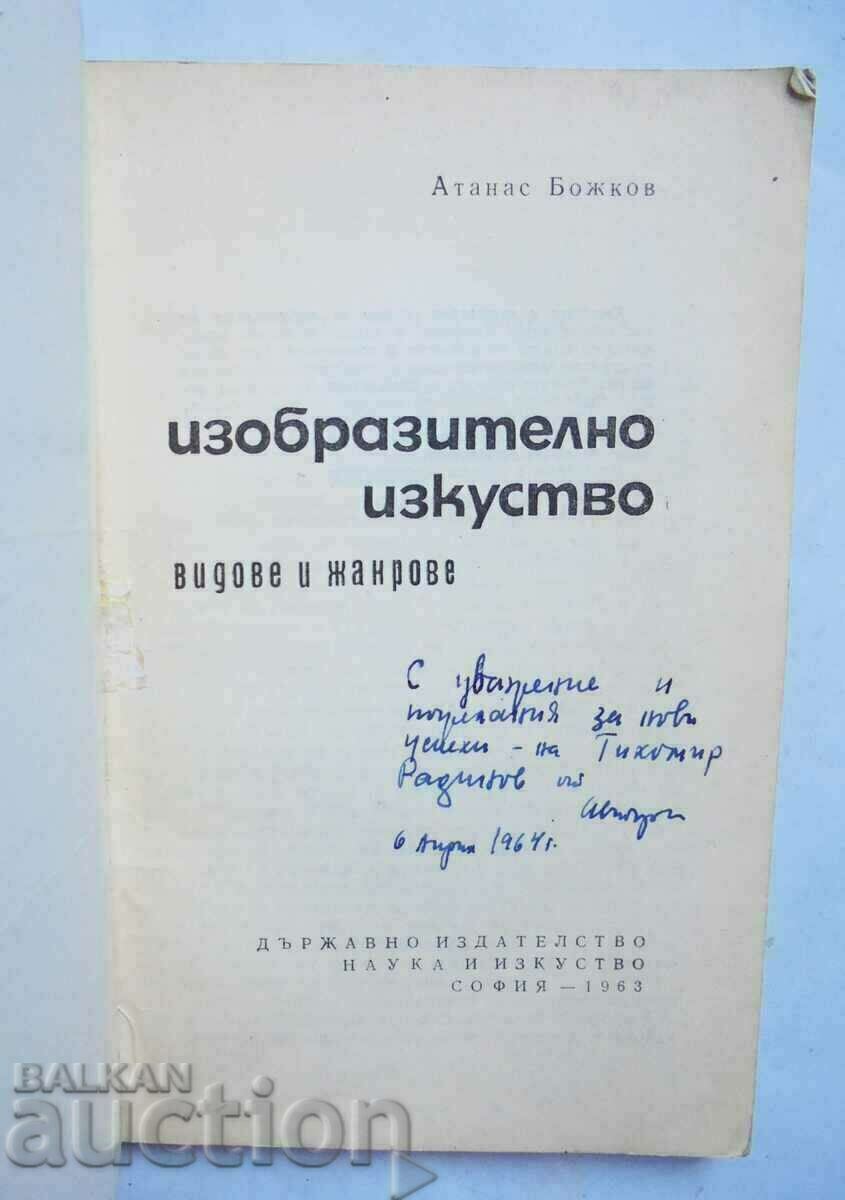 Атанас Божков
изобразително
изкуство
видове и жанрове
С уважение и
пожелания за нови
успехи - на Тихомир
от
6 Април 1964 г.
ДЪРЖАВНО ИЗДАТЕЛСТВО
НАУКА И ИЗКУСТВО
СОФИЯ — 1963
BALKAN
auction